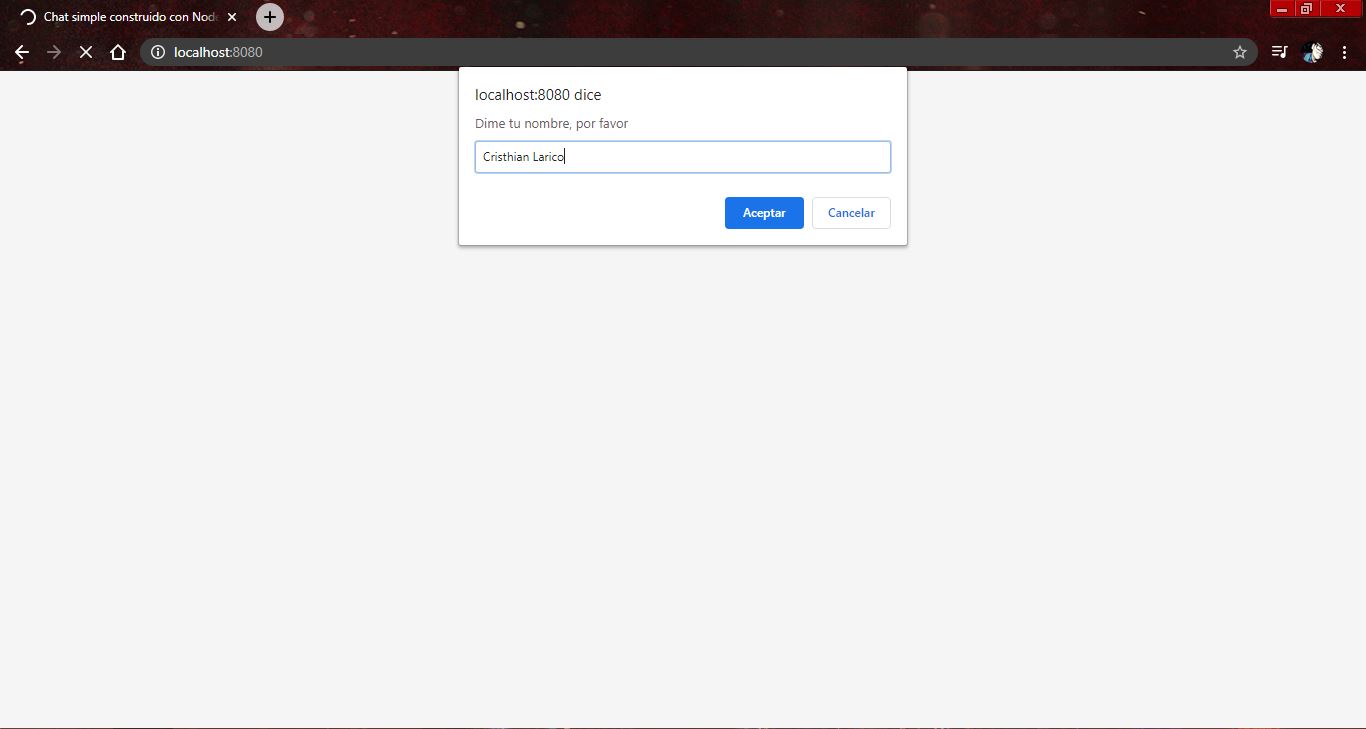 Chat simple construido con Node
localhost:8080
localhost:8080 dice
Dime tu nombre, por favor
Cristhian Larico
Aceptar
Cancelar